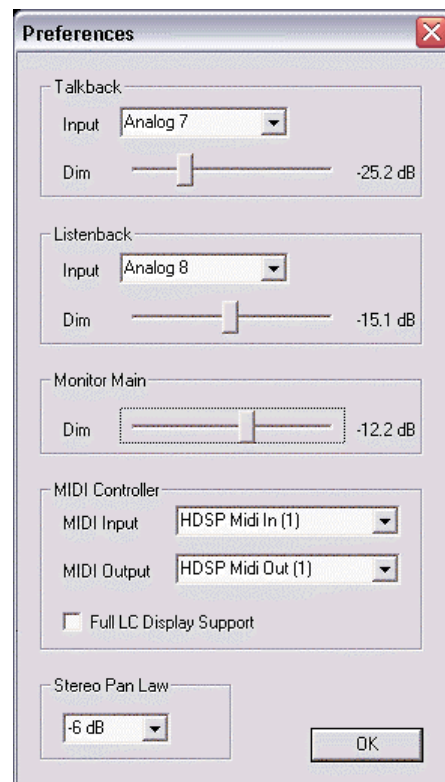 Preferences
Talkback
Input Analog 7
Dim -25.2 dB
Listenback
Input Analog 8
Dim -15.1 dB
Monitor Main
Dim -12.2 dB
MIDI Controller
MIDI Input HDSP Midi In (1)
MIDI Output HDSP Midi Out (1)
Full LC Display Support
Stereo Pan Law
-6 dB
OK